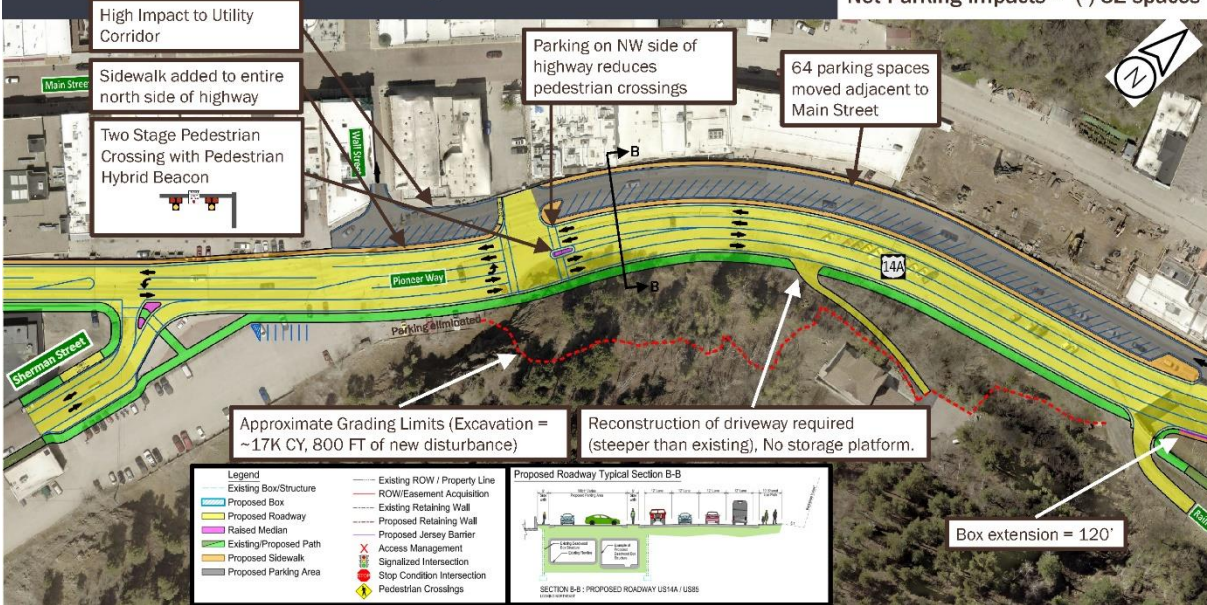 Net Parking Impacts = (-) 32 spaces
High Impact to Utility
Corridor
Sidewalk added to entire
north side of highway
Two Stage Pedestrian
Crossing with Pedestrian
Hybrid Beacon
Parking on NW side of
highway reduces
pedestrian crossings
64 parking spaces
moved adjacent to
Main Street
N
Main Street
Wall Street
B
B
14A
Pioneer Way
Parking eliminated
Sherman Street
Approximate Grading Limits (Excavation =
~17K CY, 800 FT of new disturbance)
Reconstruction of driveway required
(steeper than existing), No storage platform.
Box extension = 120'
Legend
Existing Box/Structure
Proposed Box
Proposed Roadway
Raised Median
Existing/Proposed Path
Proposed Sidewalk
Proposed Parking Area
Existing ROW / Property Line
ROW/Easement Acquisition
Existing Retaining Wall
Proposed Retaining Wall
Proposed Jersey Barrier
Access Management
Signalized Intersection
STOP
Stop Condition Intersection
Pedestrian Crossings
Proposed Roadway Typical Section B-B
Proposed Parking Area
SECTION B-B : PROPOSED ROADWAY US14A / US85